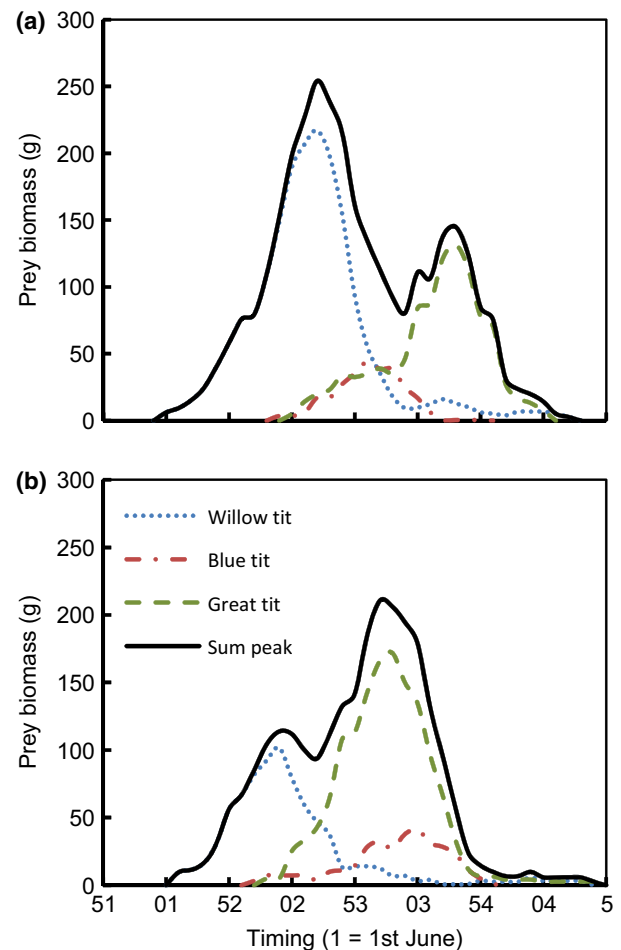 (a)
300
250
200
150
100
50
0
Prey biomass (g)
(b)
300
250
200
150
100
50
0
Prey biomass (g)
Willow tit
Blue tit
Great tit
Sum peak
51 01 52 02 53 03 54 04 5
Timing (1 = 1st June)